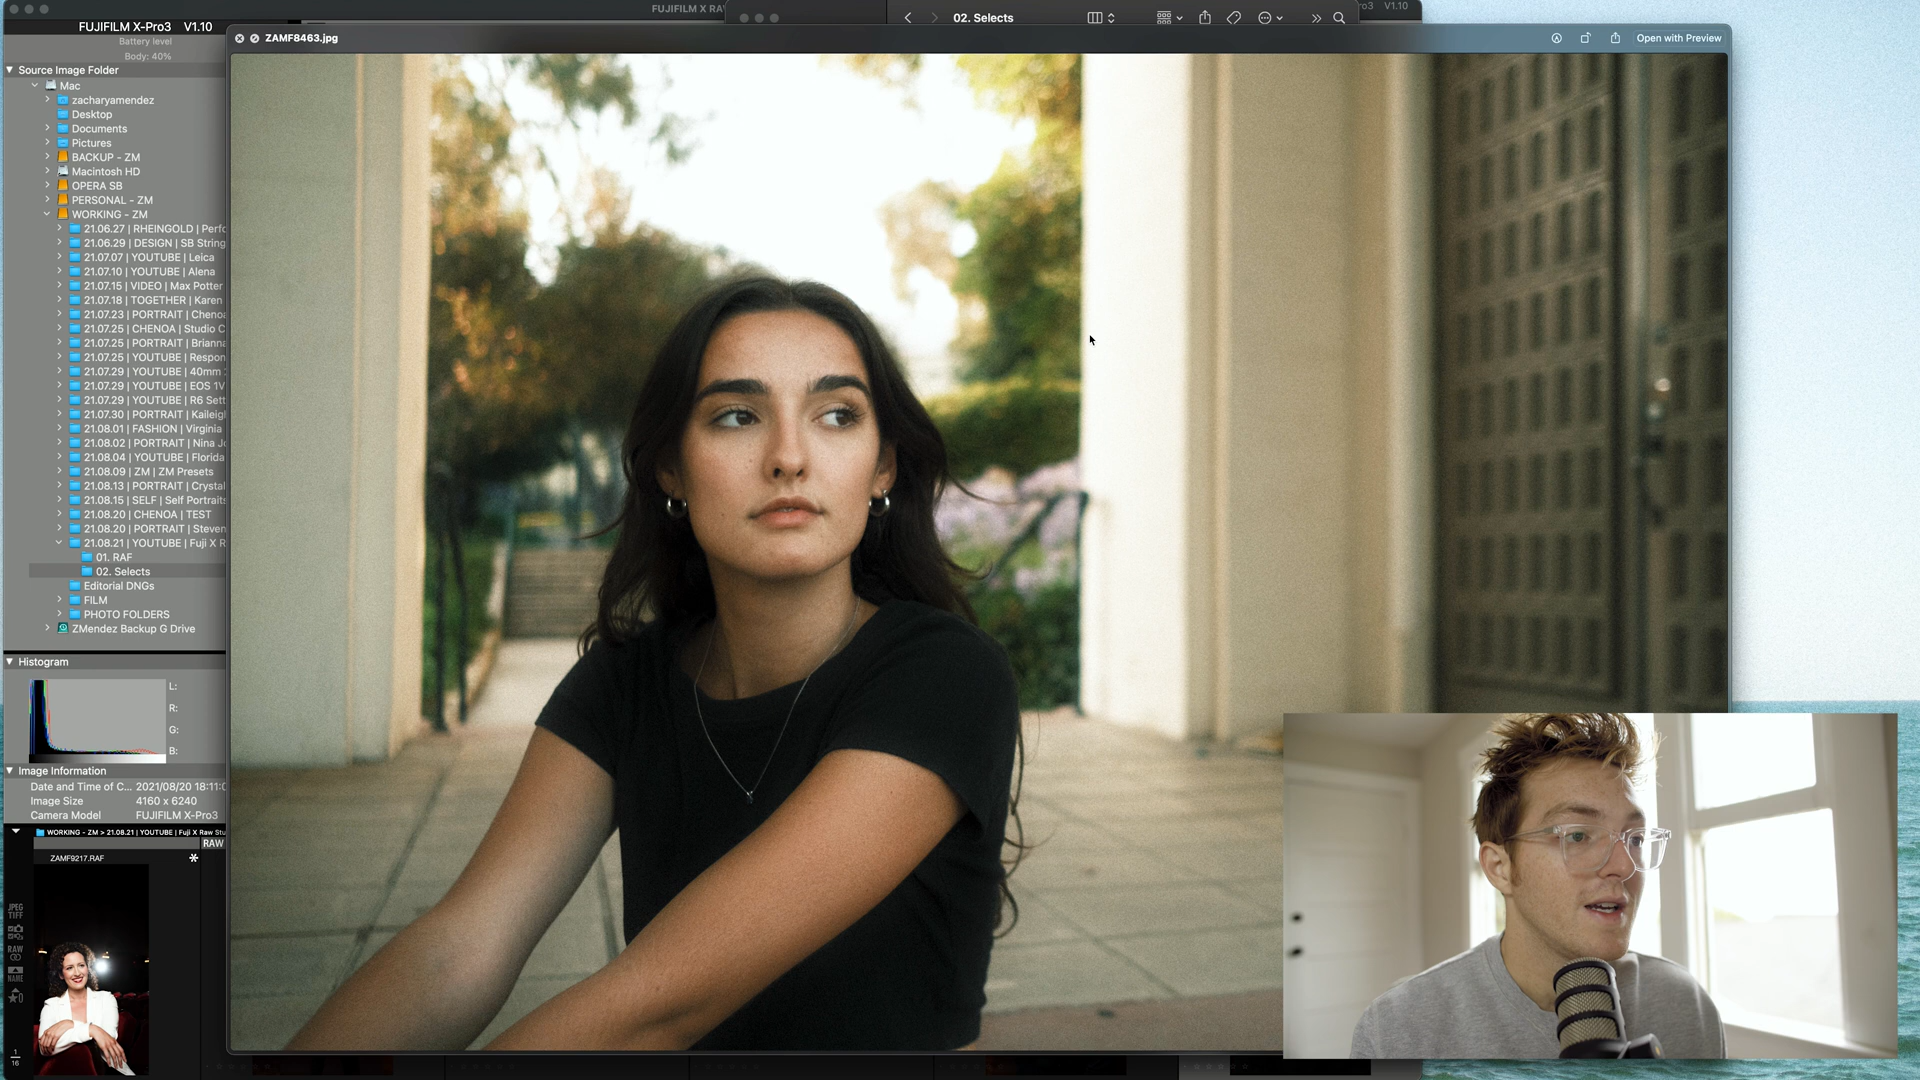 FUJIFILM X RA
ro3 V1.10
FUJIFILM X-Pro3 V1.10
02. Selects
Battery level
Body: 40%
ZAMF8463.jpg
Open with Preview
Source Image Folder
Mac
zacharyamendez
Desktop
Documents
Pictures
BACKUP - ZM
Macintosh HD
OPERA SB
PERSONAL - ZM
WORKING - ZM
21.06.27 | RHEINGOLD | Perfo
21.06.29 | DESIGN | SB String
21.07.07 | YOUTUBE | Leica
21.07.10 | YOUTUBE | Alena
21.07.15 | VIDEO | Max Potter
21.07.18 | TOGETHER | Karen
21.07.23 | PORTRAIT | Chenoa
21.07.25 | CHENOA | Studio C
21.07.25 | PORTRAIT | Brianna
21.07.25 | YOUTUBE | Respon
21.07.29 | YOUTUBE | 40mm
21.07.29 | YOUTUBE | EOS 1V
21.07.29 | YOUTUBE | R6 Sett
21.07.30 | PORTRAIT | Kaileigh
21.08.01 | FASHION | Virginia
21.08.02 | PORTRAIT | Nina Jo
21.08.04 | YOUTUBE | Florida
21.08.09 | ZM | ZM Presets
21.08.13 | PORTRAIT | Crystal
21.08.15 | SELF | Self Portraits
21.08.20 | CHENOA | TEST
21.08.20 | PORTRAIT | Steven
21.08.21 | YOUTUBE | Fuji X R
01. RAF
02. Selects
Editorial DNGs
FILM
PHOTO FOLDERS
ZMendez Backup G Drive
Histogram
L:
R:
G:
B:
Image Information
Date and Time of C... 2021/08/20 18:11:0
Image Size 4160 x 6240
Camera Model FUJIFILM X-Pro3
WORKING - ZM > 21.08.21 | YOUTUBE | Fuji X Raw Stu
RAW
ZAMF9217.RAF
JPEG
TIFF
RAW
NAME
0
1
16